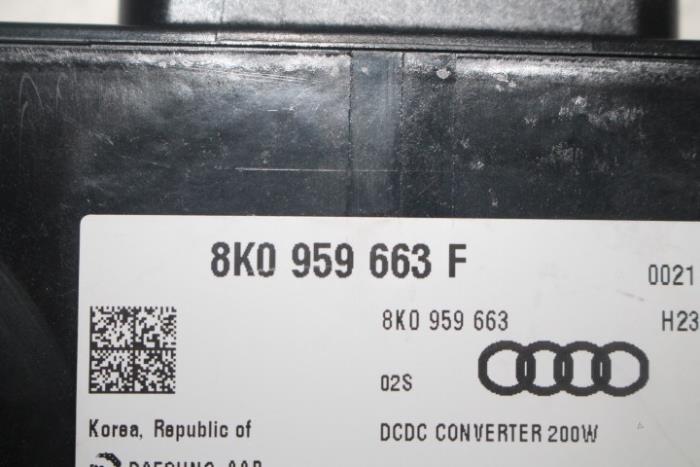 8K0 959 663 F
0021
8K0 959 663
H23
02S
Korea, Republic of
DCDC CONVERTER 200W